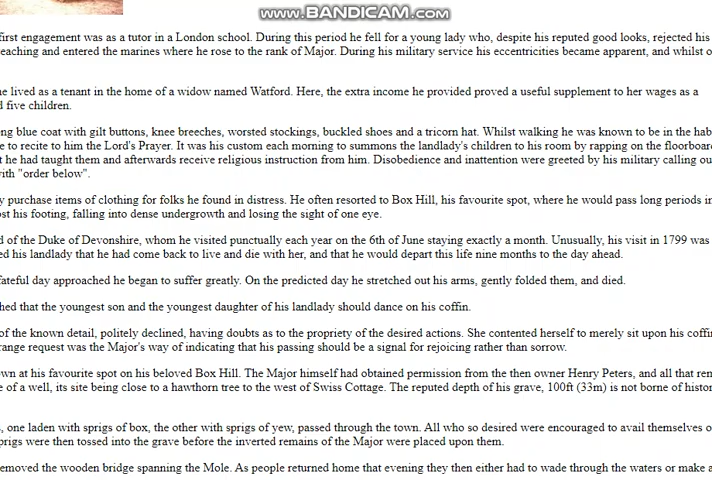 www.BANDICAM.com
first engagement was as a tutor in a London school. During this period he fell for a young lady who, despite his reputed good looks, rejected his
eaching and entered the marines where he rose to the rank of Major. During his military service his eccentricities became apparent, and whilst o
ne lived as a tenant in the home of a widow named Watford. Here, the extra income he provided proved a useful supplement to her wages as a
d five children.
ng blue coat with gilt buttons, knee breeches, worsted stockings, buckled shoes and a tricorn hat. Whilst walking he was known to be in the hab
e to recite to him the Lord's Prayer. It was his custom each morning to summons the landlady's children to his room by rapping on the floorboar
t he had taught them and afterwards receive religious instruction from him. Disobedience and inattention were greeted by his military calling ou
vith "order below".
y purchase items of clothing for folks he found in distress. He often resorted to Box Hill, his favourite spot, where he would pass long periods in
ost his footing, falling into dense undergrowth and losing the sight of one eye.
d of the Duke of Devonshire, whom he visited punctually each year on the 6th of June staying exactly a month. Unusually, his visit in 1799 was
ed his landlady that he had come back to live and die with her, and that he would depart this life nine months to the day ahead.
fateful day approached he began to suffer greatly. On the predicted day he stretched out his arms, gently folded them, and died.
hed that the youngest son and the youngest daughter of his landlady should dance on his coffin.
of the known detail, politely declined, having doubts as to the propriety of the desired actions. She contented herself to merely sit upon his coffi
range request was the Major's way of indicating that his passing should be a signal for rejoicing rather than sorrow.
own at his favourite spot on his beloved Box Hill. The Major himself had obtained permission from the then owner Henry Peters, and all that rem
e of a well, its site being close to a hawthorn tree to the west of Swiss Cottage. The reputed depth of his grave, 100ft (33m) is not borne of histor
s, one laden with sprigs of box, the other with sprigs of yew, passed through the town. All who so desired were encouraged to avail themselves o
prigs were then tossed into the grave before the inverted remains of the Major were placed upon them.
emoved the wooden bridge spanning the Mole. As people returned home that evening they then either had to wade through the waters or make a